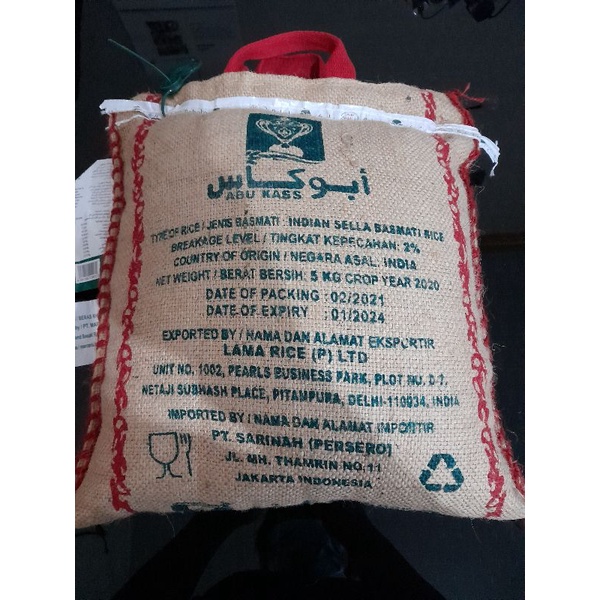 أبو كاس
ABU KASS
TYPE OF RICE / JENIS BASMATI : INDIAN SELLA BASMATI RICE
BREAKAGE LEVEL / TINGKAT KEPECAHAN: 2%
COUNTRY OF ORIGIN / NEGARA ASAL: INDIA
NET WEIGHT / BERAT BERSIH: 5 KG CROP YEAR 2020
DATE OF PACKING : 02/2021
DATE OF EXPIRY : 01/2024
EXPORTED BY / NAMA DAN ALAMAT EKSPORTIR
LAMA RICE (P) LTD
UNIT NO. 1002, PEARLS BUSINESS PARK, PLOT NO. D-7,
NETAJI SUBHASH PLACE, PITAMPURA, DELHI-110034, INDIA
IMPORTED BY / NAMA DAN ALAMAT IMPORTIR
PT. SARINAH (PERSERO)
JL. MH. THAMRIN NO.11
JAKARTA INDONESIA